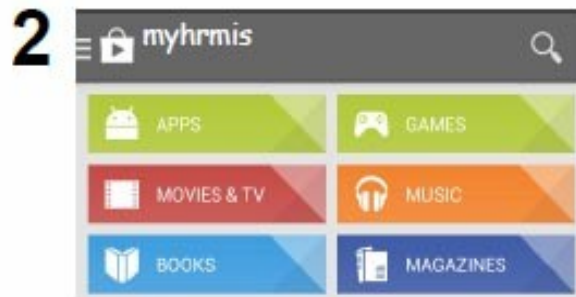 2
myhrmis
APPS
GAMES
MOVIES & TV
MUSIC
BOOKS
MAGAZINES